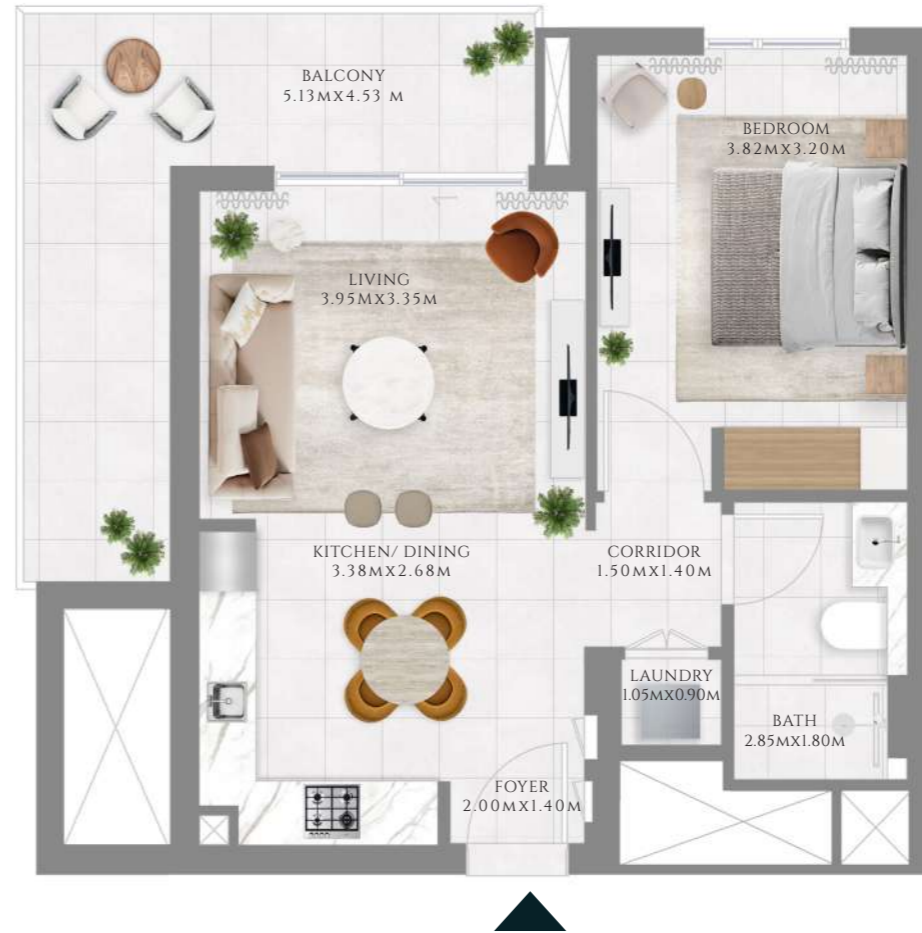 BALCONY
5.13MX4.53 M
BEDROOM
3.82MX3.20M
LIVING
3.95MX3.35M
KITCHEN/ DINING
3.38MX2.68M
CORRIDOR
1.50MX1.40M
LAUNDRY
1.05MX0.90M
BATH
2.85MX1.80M
FOYER
2.00MX1.40M